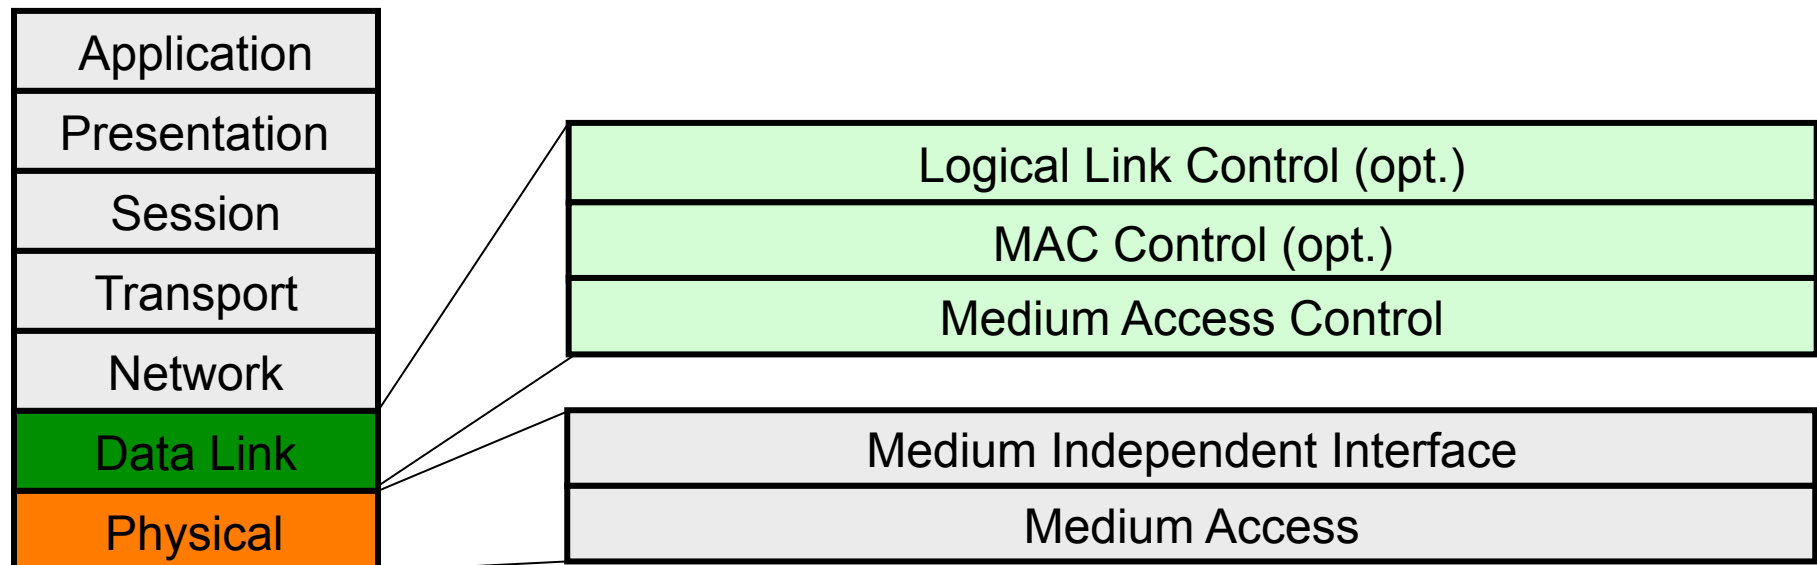 Application
Presentation
Session
Transport
Network
Data Link
Physical
Logical Link Control (opt.)
MAC Control (opt.)
Medium Access Control
Medium Independent Interface
Medium Access